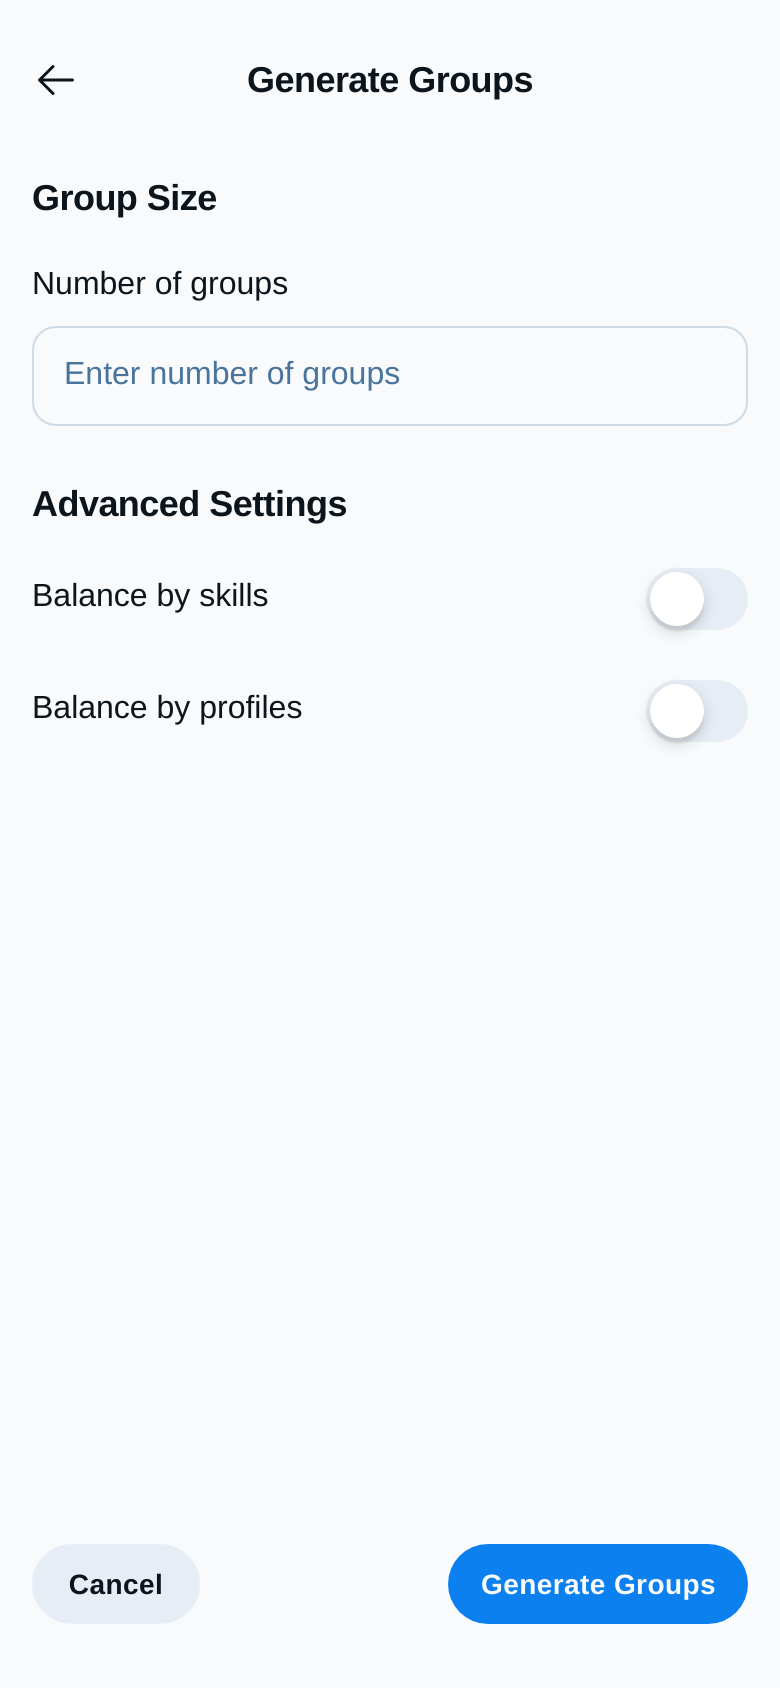 Generate Groups
Group Size
Number of groups
Enter number of groups
Advanced Settings
Balance by skills
Balance by profiles
Cancel
Generate Groups